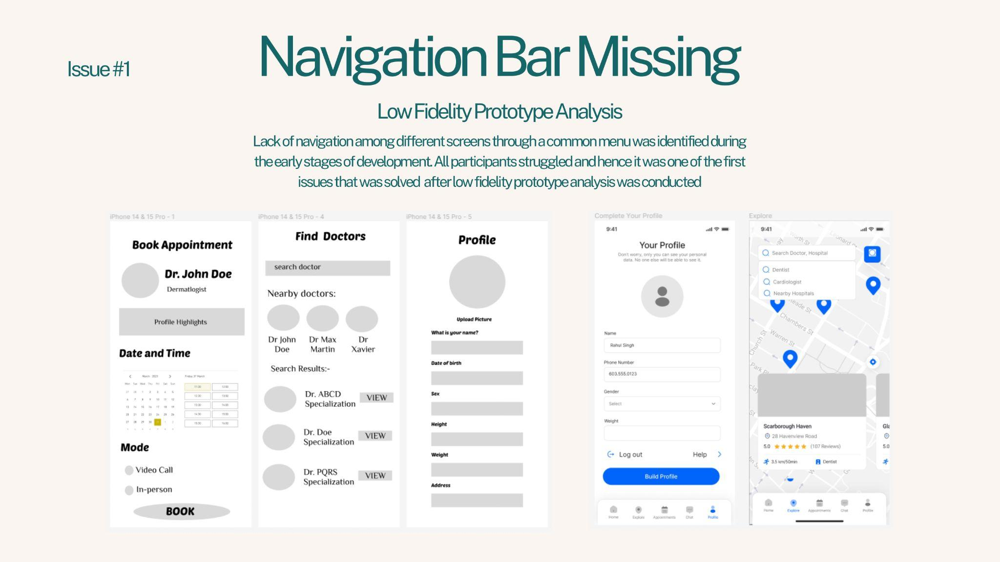 Issue #1
Navigation Bar Missing
Low Fidelity Prototype Analysis
Lack of navigation among different screens through a common menu was identified during
the early stages of development. All participants struggled and hence it was one of the first
issues that was solved after low fidelity prototype analysis was conducted
iPhone 14 & 15 Pro - 1
Book Appointment
Dr. John Doe
Dermatlogist
Profile Highlights
Date and Time
March 2023
Friday, 31 March
Mon Tue Wed Thu Fri Sat Sun
27 28 1 2 3 4 5
6 7 8 9 10 11 12
13 14 15 16 17 18 19
20 21 22 23 24 25 26
27 28 29 30 31 1 2
11:30 12:00
12:30 13:00
13:30 14:00
14:30 15:00
15:30 16:00
Mode
Video Call
In-person
BOOK
iPhone 14 & 15 Pro - 4
Find Doctors
search doctor
Nearby doctors:
Dr John
Doe
Dr Max
Martin
Dr
Xavier
Search Results:-
Dr. ABCD
Specialization
VIEW
Dr. Doe
Specialization
VIEW
Dr. PQRS
Specialization
VIEW
iPhone 14 & 15 Pro - 5
Profile
Upload Picture
What is your name?
Date of birth
Sex
Height
Weight
Address
Complete Your Profile
9:41
Your Profile
Don't worry, only you can see your personal
data. No one else will be able to see it.
Name
Rahul Singh
Phone Number
603.555.0123
Gender
Select
Weight
Log out
Help
Build Profile
Home Explore Appointments Chat Profile
Explore
9:41
Worth St
Leonard St
Search Doctor, Hospital
Dentist
Cardiologist
Nearby Hospitals
Reade St
Chambers St
Warren St
Church St
Park Pl
Scarborough Haven
28 Havenview Road
5.0 (107 Reviews)
3.5 km/50min
Dentist
Gla
5.0
Home Explore Appointments Chat Profile